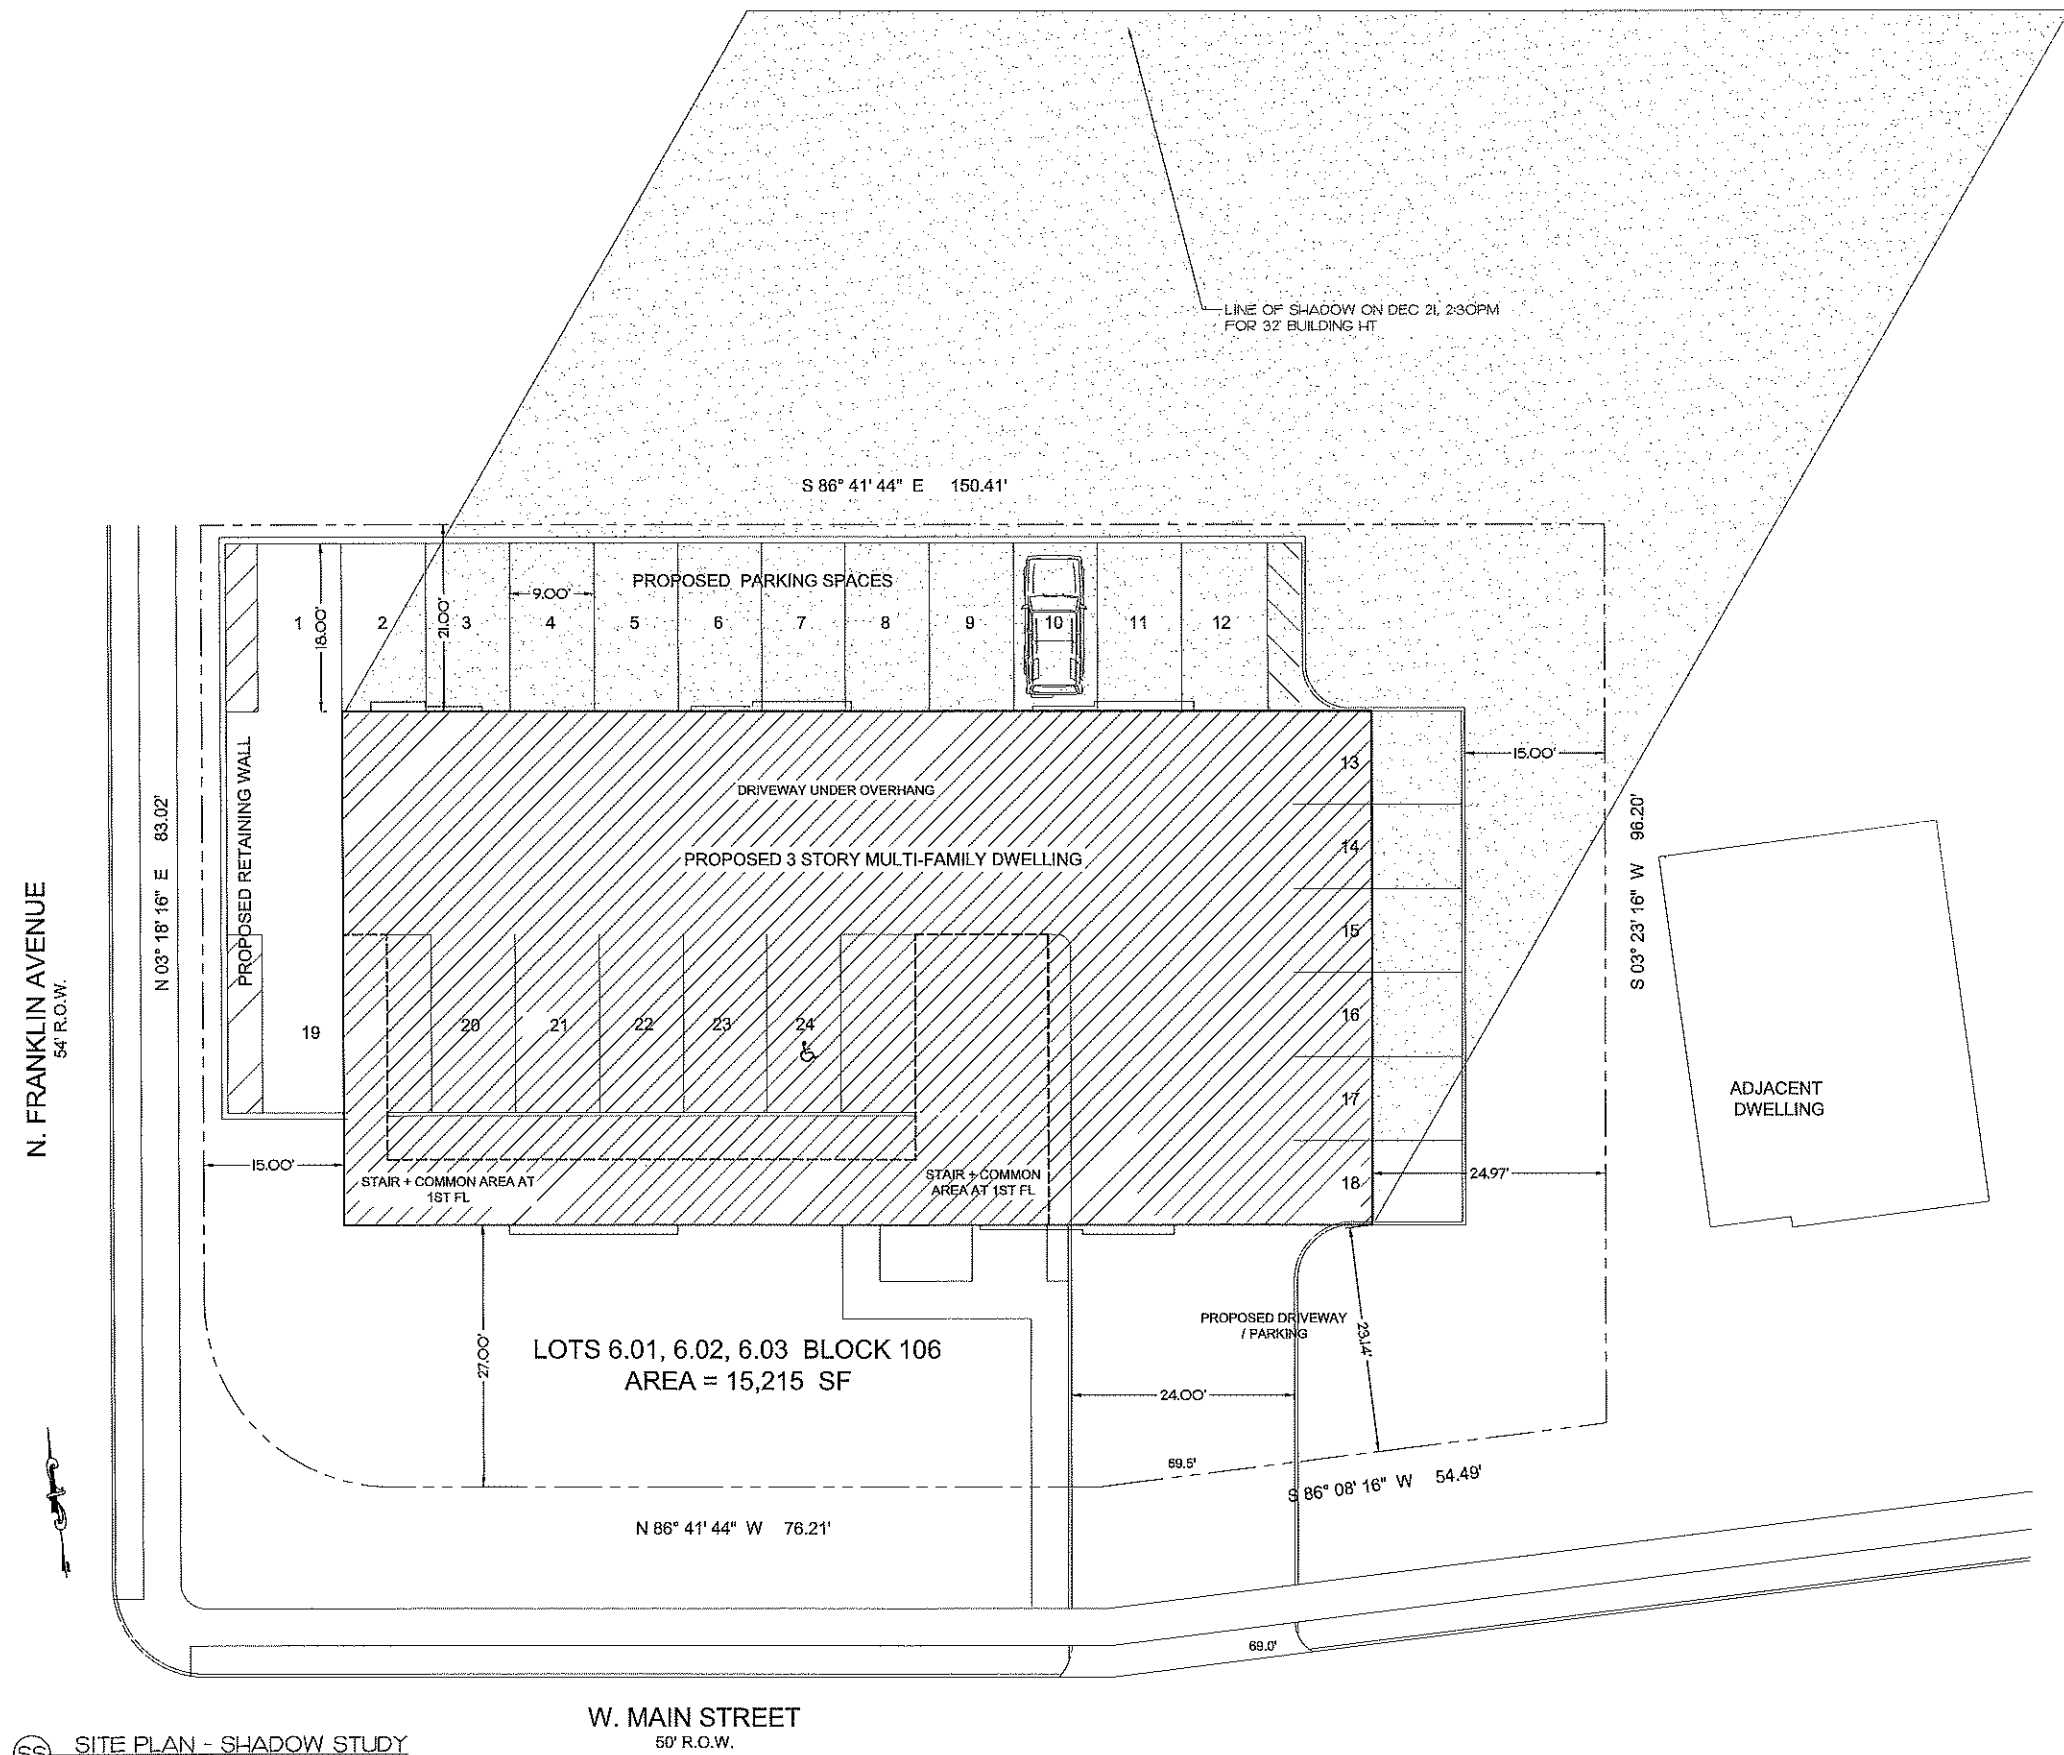 LINE OF SHADOW ON DEC 21, 2:30PM
FOR 32' BUILDING HT
S 86° 41' 44" E 150.41'
PROPOSED PARKING SPACES
9.00'
18.00'
21.00'
1
2
3
4
5
6
7
8
9
10
11
12
15.00'
13
14
15
16
17
18
DRIVEWAY UNDER OVERHANG
PROPOSED 3 STORY MULTI-FAMILY DWELLING
PROPOSED RETAINING WALL
N 03° 18' 16" E 83.02'
N. FRANKLIN AVENUE
54' R.O.W.
S 03° 23' 16" W 96.20'
19
20
21
22
23
24
ADJACENT
DWELLING
15.00'
STAIR + COMMON AREA AT
1ST FL
STAIR + COMMON
AREA AT 1ST FL
24.97'
27.00'
LOTS 6.01, 6.02, 6.03 BLOCK 106
AREA = 15,215 SF
PROPOSED DRIVEWAY
/ PARKING
23.14'
24.00'
69.5'
S 86° 08' 16" W 54.49'
N 86° 41' 44" W 76.21'
69.0'
W. MAIN STREET
50' R.O.W.
SS
SITE PLAN - SHADOW STUDY